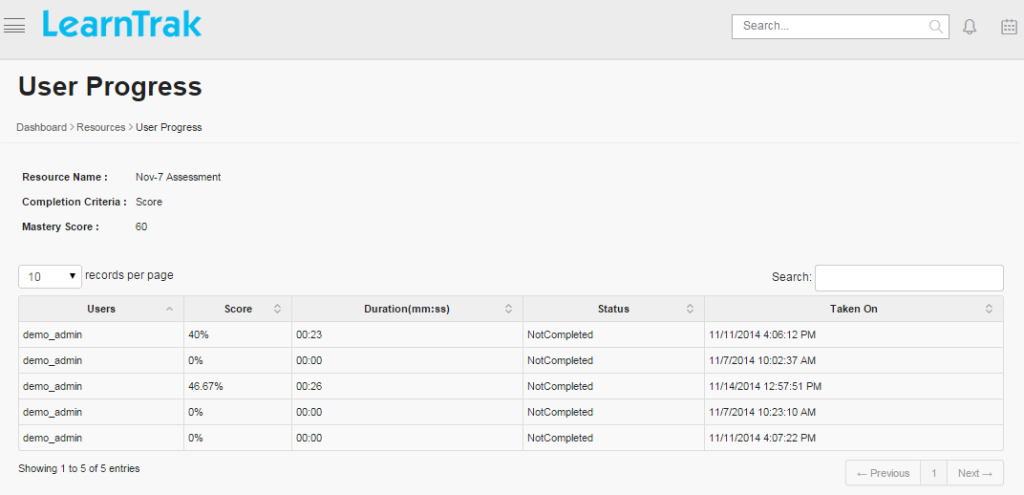 LearnTrak
Search...
User Progress
Dashboard > Resources > User Progress
Resource Name : Nov-7 Assessment
Completion Criteria : Score
Mastery Score : 60
10 records per page Search:
Users Score Duration(mm:ss) Status Taken On
demo_admin 40% 00:23 NotCompleted 11/11/2014 4:06:12 PM
demo_admin 0% 00:00 NotCompleted 11/7/2014 10:02:37 AM
demo_admin 46.67% 00:26 NotCompleted 11/14/2014 12:57:51 PM
demo_admin 0% 00:00 NotCompleted 11/7/2014 10:23:10 AM
demo_admin 0% 00:00 NotCompleted 11/11/2014 4:07:22 PM
Showing 1 to 5 of 5 entries
← Previous 1 Next →